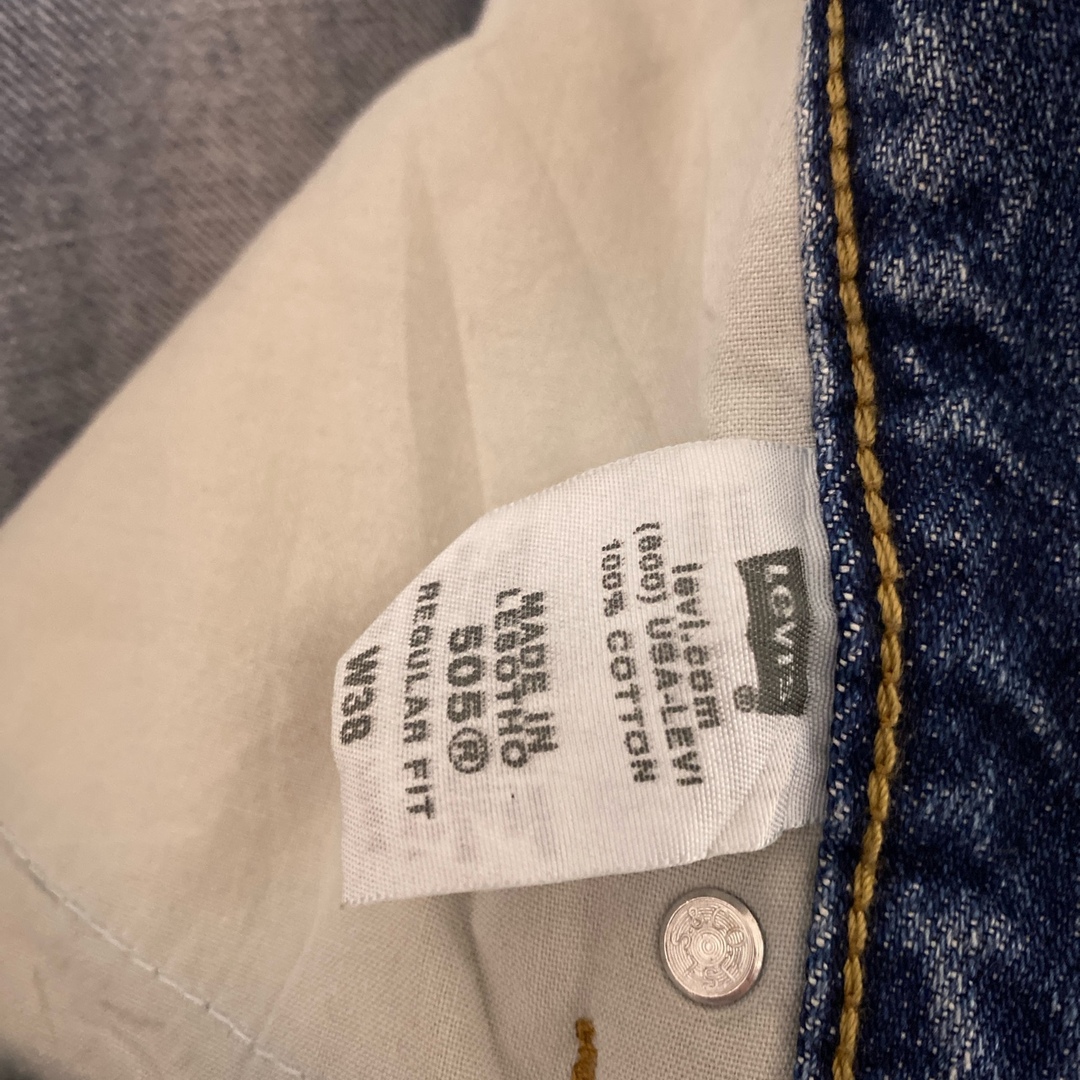 Levi's
®
levi.com
(800) USA-LEVI
100% COTTON
MADE IN
LESOTHO
505®
REGULAR FIT
W38